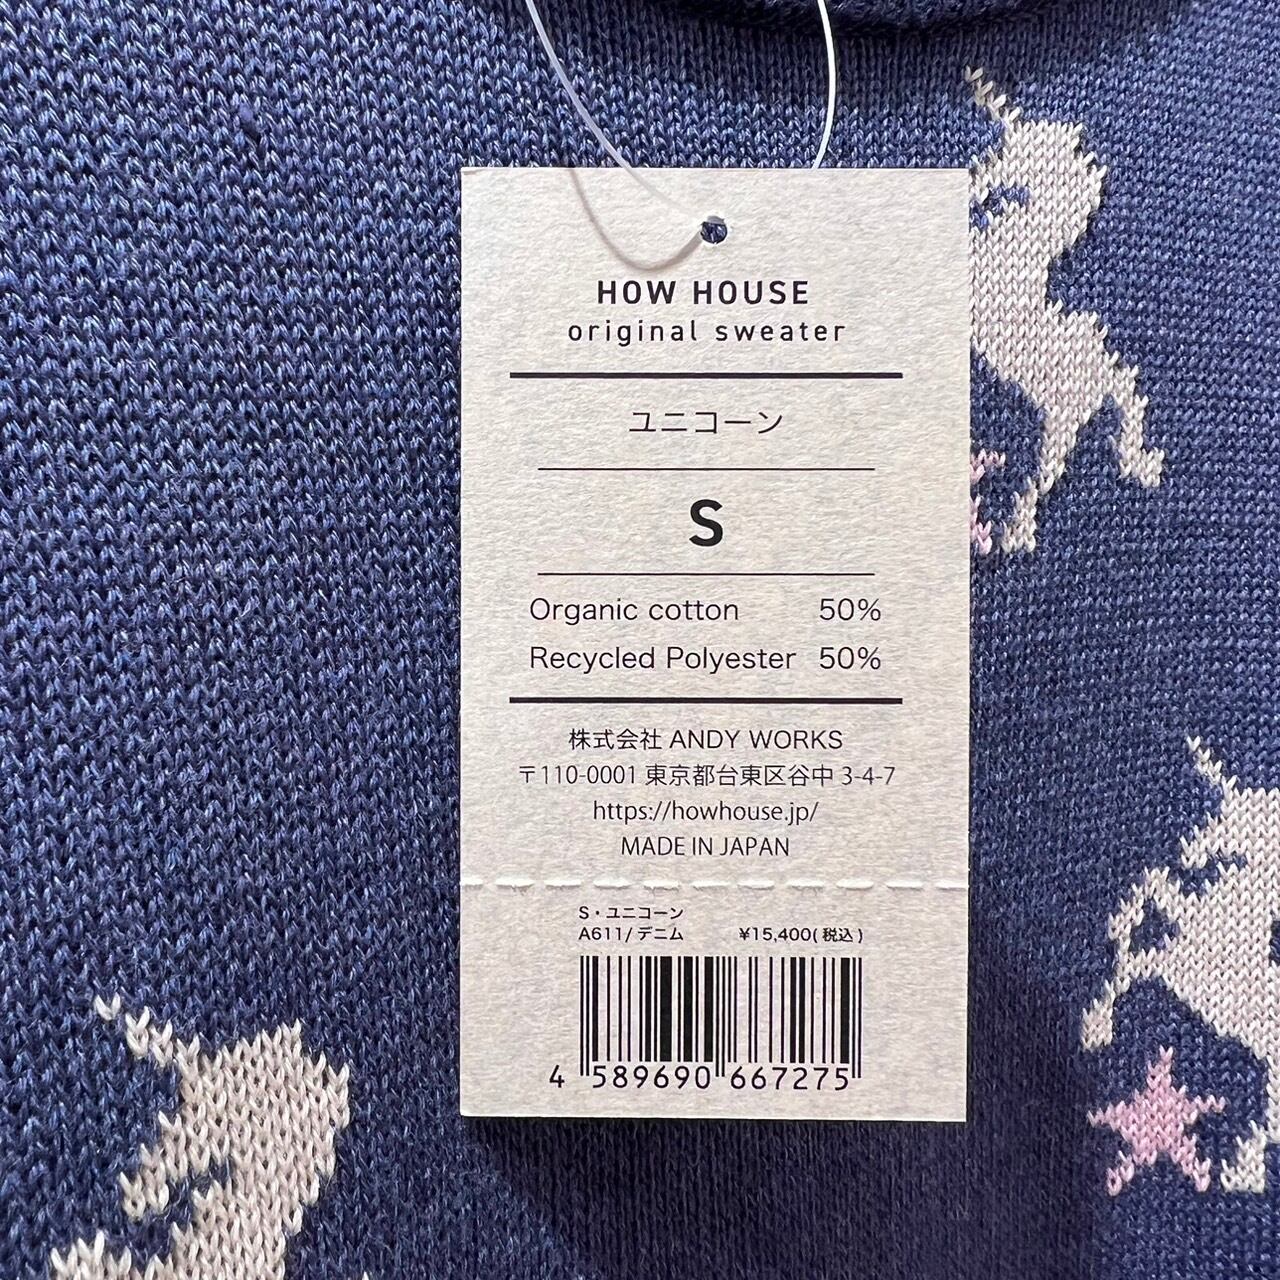 HOW HOUSE
original sweater
ユニコーン
S
Organic cotton 50%
Recycled Polyester 50%
株式会社 ANDY WORKS
〒110-0001 東京都台東区谷中 3-4-7
https://howhouse.jp/
MADE IN JAPAN
S・ユニコーン
A611/デニム ¥15,400(税込)
4 589690 667275